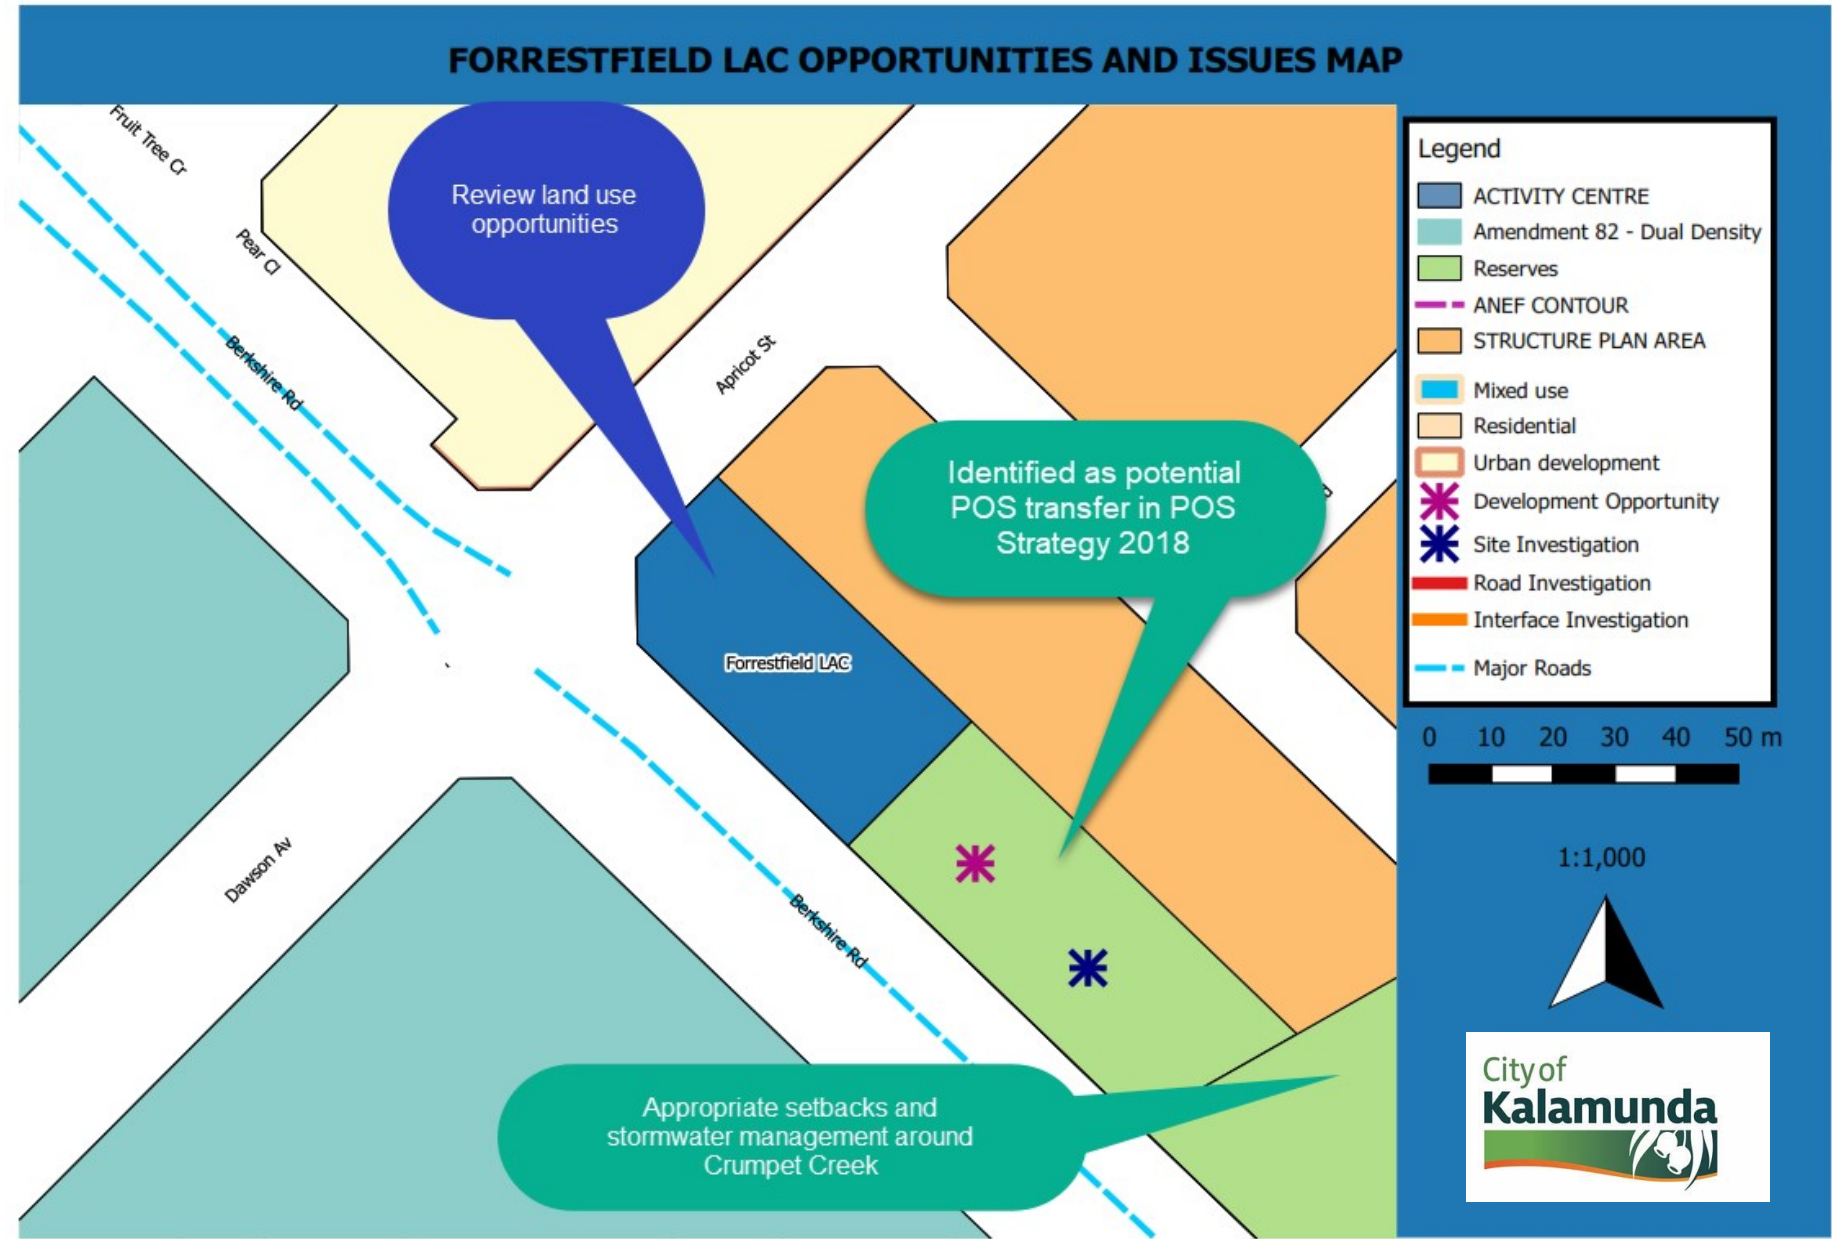 FORRESTFIELD LAC OPPORTUNITIES AND ISSUES MAP
Fruit Tree Cr
Pear Cl
Berkshire Rd
Review land use
opportunities
Apricot St
Identified as potential
POS transfer in POS
Strategy 2018
Forrestfield LAC
Dawson Av
Berkshire Rd
Appropriate setbacks and
stormwater management around
Crumpet Creek
Legend
ACTIVITY CENTRE
Amendment 82 - Dual Density
Reserves
ANEF CONTOUR
STRUCTURE PLAN AREA
Mixed use
Residential
Urban development
Development Opportunity
Site Investigation
Road Investigation
Interface Investigation
Major Roads
0 10 20 30 40 50 m
1:1,000
City of
Kalamunda